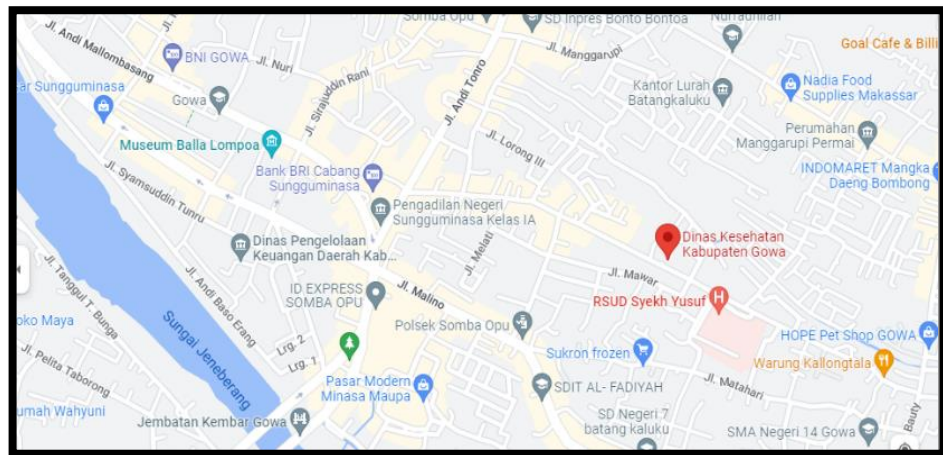 Somba Opu
SD Inpres Bonto Bontoa
Nurradhilah
Jl. Andi Mallombasang
BNI GOWA
Jl. Nuri
Jl. Manggarupi
Goal Cafe & Billi
ar Sungguminasa
Gowa
Jl. Sirajuddin Rani
Jl. Andi Tonro
Kantor Lurah
Batangkaluku
Nadia Food
Supplies Makassar
Museum Balla Lompoa
Jl. Lorong III
Perumahan
Manggarupi Permai
Bank BRI Cabang
Sungguminasa
INDOMARET Mangka
Daeng Bombong
Jl. Syamsuddin Tunru
Pengadilan Negeri
Sungguminasa Kelas IA
Dinas Pengelolaan
Keuangan Daerah Kab...
Jl. Melati
Dinas Kesehatan
Kabupaten Gowa
Jl. Tanggul T. Bunga
Jl. Andi Baso Erang
ID EXPRESS
SOMBA OPU
Jl. Malino
Jl. Mawar
RSUD Syekh Yusuf
oko Maya
Sungai Jeneberang
Lrg. 2
Lrg. 1
Polsek Somba Opu
Sukron frozen
HOPE Pet Shop GOWA
Warung Kallongtala
Jl. Pelita Taborong
Pasar Modern
Minasa Maupa
SDIT AL- FADIYAH
Jl. Matahari
umah Wahyuni
Jembatan Kembar Gowa
SD Negeri 7
batang kaluku
SMA Negeri 14 Gowa
Bauty